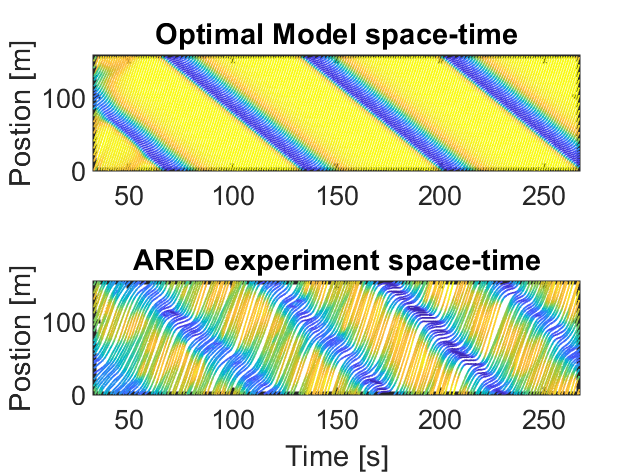 Optimal Model space-time
Postion [m]
100
0
50 100 150 200 250
ARED experiment space-time
Postion [m]
100
0
50 100 150 200 250
Time [s]